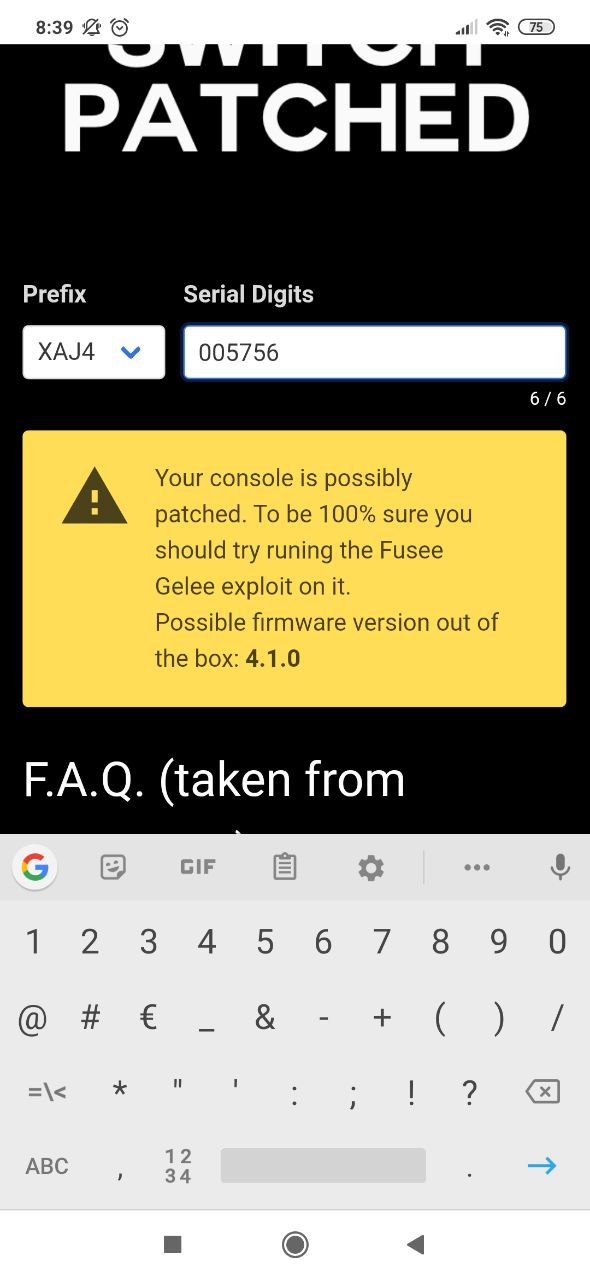 8:39
75
SWITCH
PATCHED
Prefix
Serial Digits
XAJ4
005756
6 / 6
Your console is possibly
patched. To be 100% sure you
should try runing the Fusee
Gelee exploit on it.
Possible firmware version out of
the box: 4.1.0
F.A.Q. (taken from
G GIF
1 2 3 4 5 6 7 8 9 0
@ # € _ & - + ( ) /
=\< * " ' : ; ! ?
ABC , 12 .
34